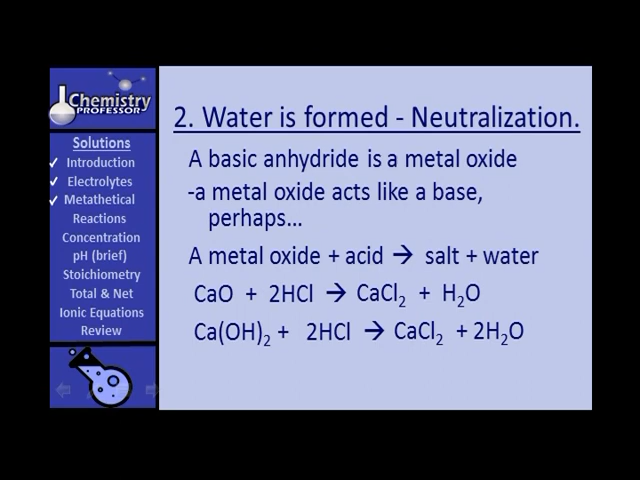 Chemistry
PROFESSOR
Solutions
Introduction
Electrolytes
Metathetical
Reactions
Concentration
pH (brief)
Stoichiometry
Total & Net
Ionic Equations
Review
2. Water is formed - Neutralization.
A basic anhydride is a metal oxide
-a metal oxide acts like a base,
perhaps...
A metal oxide + acid → salt + water
CaO + 2HCl → CaCl₂ + H₂O
Ca(OH)₂ + 2HCl → CaCl₂ + 2H₂O